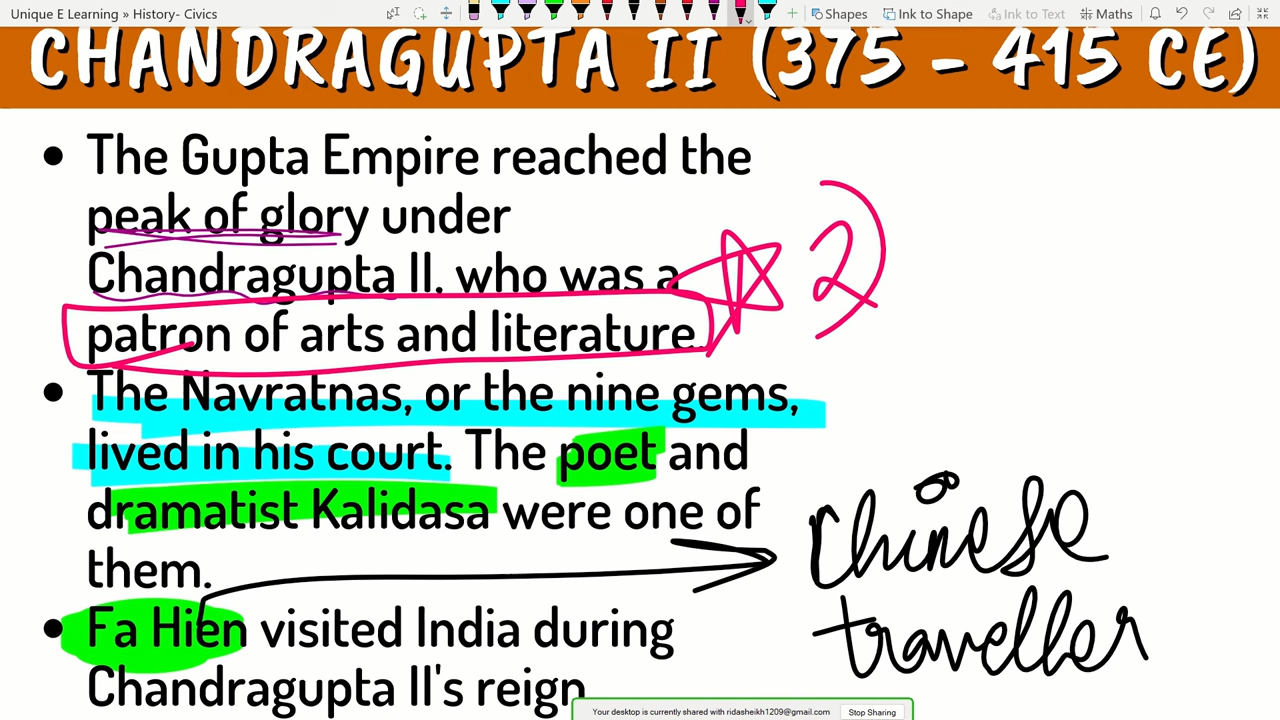 Unique E Learning » History- Civics
Shapes Ink to Shape Ink to Text Maths
CHANDRAGUPTA II (375 - 415 CE)
• The Gupta Empire reached the
peak of glory under
Chandragupta II. who was a
patron of arts and literature.
2)
• The Navratnas, or the nine gems,
lived in his court. The poet and
dramatist Kalidasa were one of
them.
Chinese
traveller
• Fa Hien visited India during
Chandragupta II's reign
Your desktop is currently shared with ridasheikh1209@gmail.com Stop Sharing